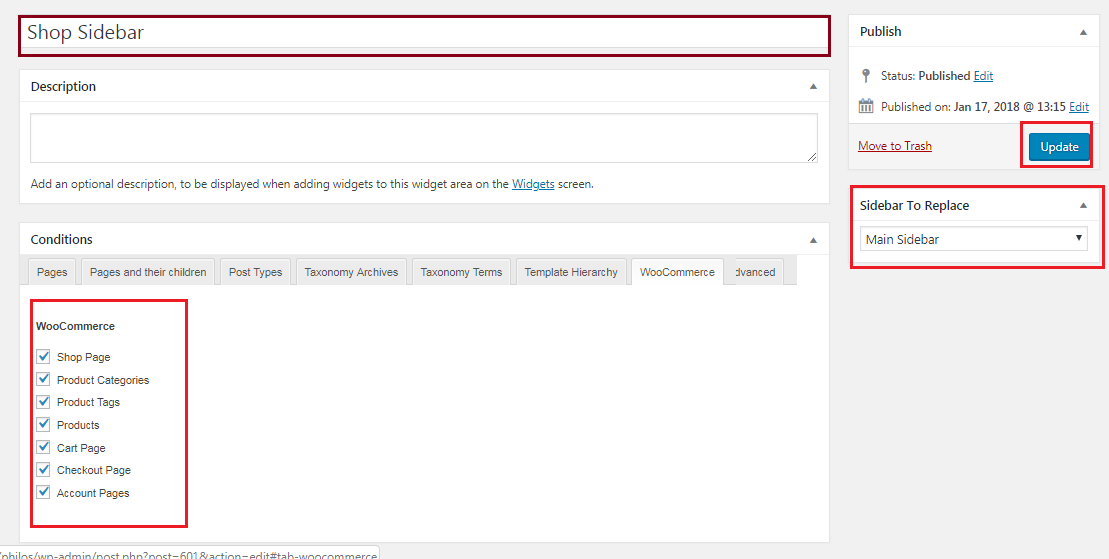 Shop Sidebar
Description
Add an optional description, to be displayed when adding widgets to this widget area on the Widgets screen.
Conditions
Pages Pages and their children Post Types Taxonomy Archives Taxonomy Terms Template Hierarchy WooCommerce dvanced
WooCommerce
Shop Page
Product Categories
Product Tags
Products
Cart Page
Checkout Page
Account Pages
Publish
Status: Published Edit
Published on: Jan 17, 2018 @ 13:15 Edit
Move to Trash Update
Sidebar To Replace
Main Sidebar
/philos/wp-admin/post.php?post=601&action=edit#tab-woocommerce